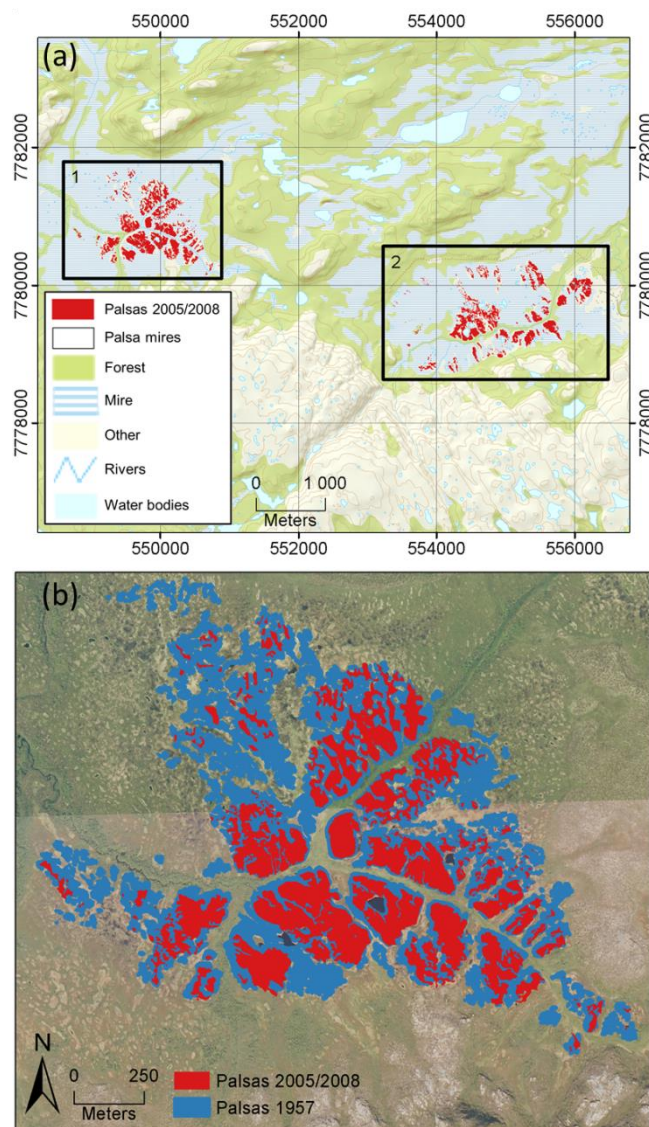 550000
552000
554000
556000
(a)
7782000
7782000
1
2
7780000
7780000
Palsas 2005/2008
Palsa mires
Forest
Mire
Other
Rivers
Water bodies
7778000
7778000
0
1 000
Meters
550000
552000
554000
556000
(b)
N
0
250
Meters
Palsas 2005/2008
Palsas 1957